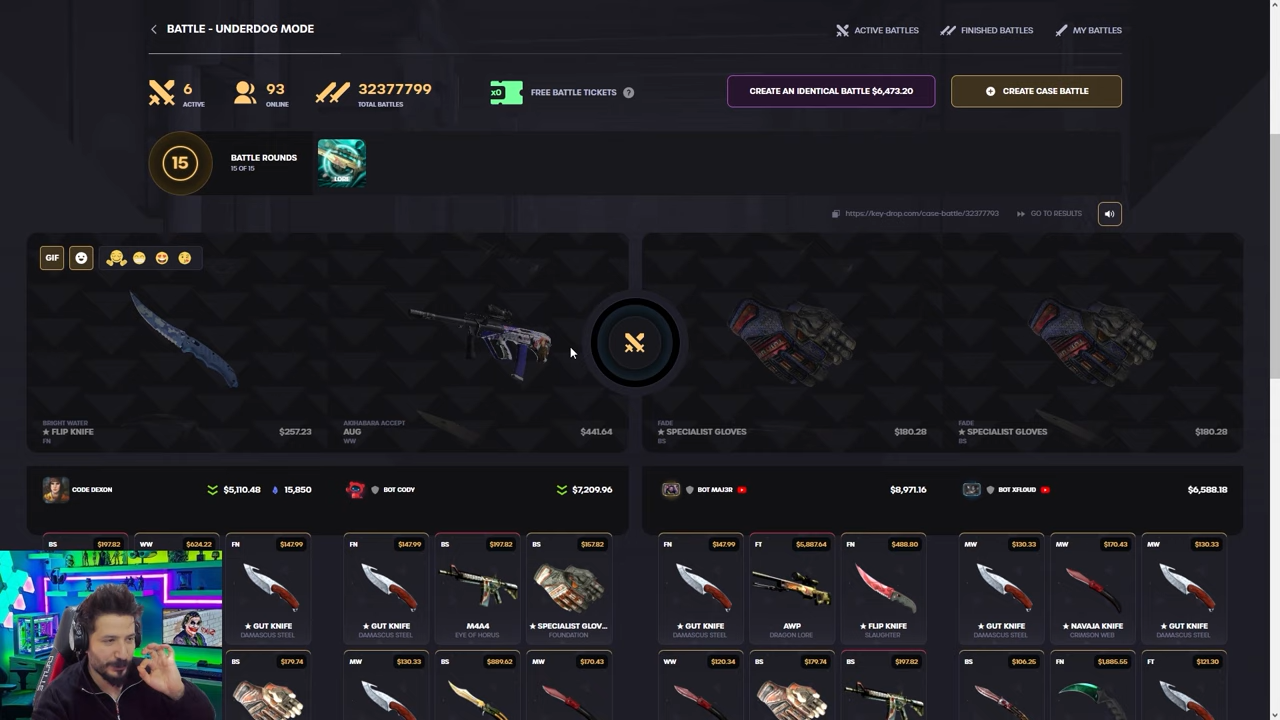 BATTLE - UNDERDOG MODE
ACTIVE BATTLES
FINISHED BATTLES
MY BATTLES
6
ACTIVE
93
ONLINE
32377799
TOTAL BATTLES
x0
FREE BATTLE TICKETS ?
CREATE AN IDENTICAL BATTLE $6,473.20
CREATE CASE BATTLE
15
BATTLE ROUNDS
15 OF 15
LORE
https://key-drop.com/case-battle/32377793
GO TO RESULTS
GIF
BRIGHT WATER
★ FLIP KNIFE
FN
$257.23
AKIHABARA ACCEPT
AUG
WW
$441.64
FADE
★ SPECIALIST GLOVES
BS
$180.28
FADE
★ SPECIALIST GLOVES
BS
$180.28
CODE DEXON
$5,110.48
15,850
BOT CODY
$7,209.96
BOT MAJ3R
$8,971.16
BOT XFLOUD
$6,588.18
BS $197.82
WW $624.22
FN $147.99
★ GUT KNIFE
DAMASCUS STEEL
FN $147.99
★ GUT KNIFE
DAMASCUS STEEL
BS $197.82
M4A4
EYE OF HORUS
BS $157.82
★ SPECIALIST GLOV...
FOUNDATION
FN $147.99
★ GUT KNIFE
DAMASCUS STEEL
FT $5,887.64
AWP
DRAGON LORE
FN $488.80
★ FLIP KNIFE
SLAUGHTER
MW $130.33
★ GUT KNIFE
DAMASCUS STEEL
MW $170.43
★ NAVAJA KNIFE
CRIMSON WEB
MW $130.33
★ GUT KNIFE
DAMASCUS STEEL
BS $179.74
MW $130.33
BS $889.62
MW $170.43
WW $120.34
BS $179.74
BS $197.82
BS $106.25
FN $1,885.55
FT $121.30